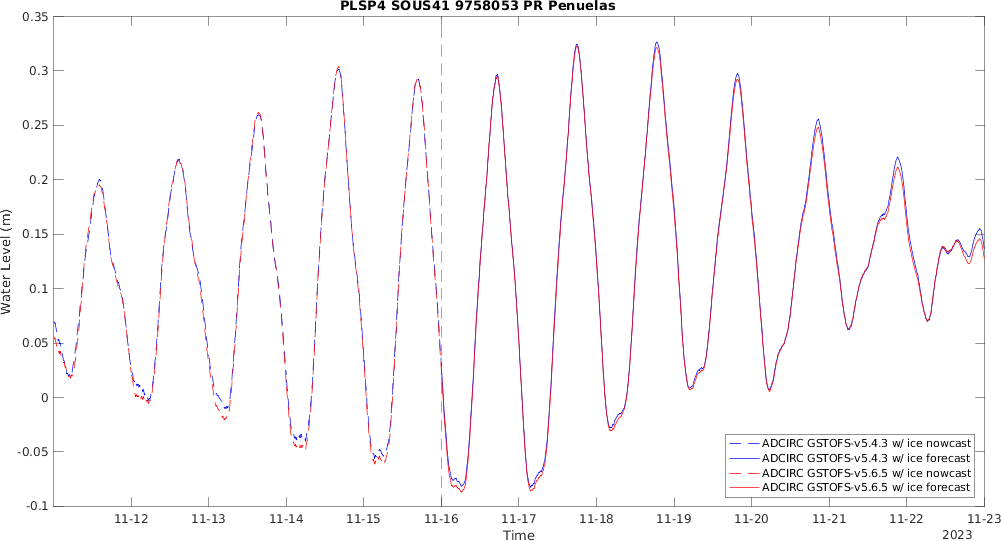 PLSP4 SOUS41 9758053 PR Penuelas
Water Level (m)
0.35
0.3
0.25
0.2
0.15
0.1
0.05
0
-0.05
-0.1
ADCIRC GSTOFS-v5.4.3 w/ ice nowcast
ADCIRC GSTOFS-v5.4.3 w/ ice forecast
ADCIRC GSTOFS-v5.6.5 w/ ice nowcast
ADCIRC GSTOFS-v5.6.5 w/ ice forecast
11-12 11-13 11-14 11-15 11-16 11-17 11-18 11-19 11-20 11-21 11-22 11-23
Time
2023